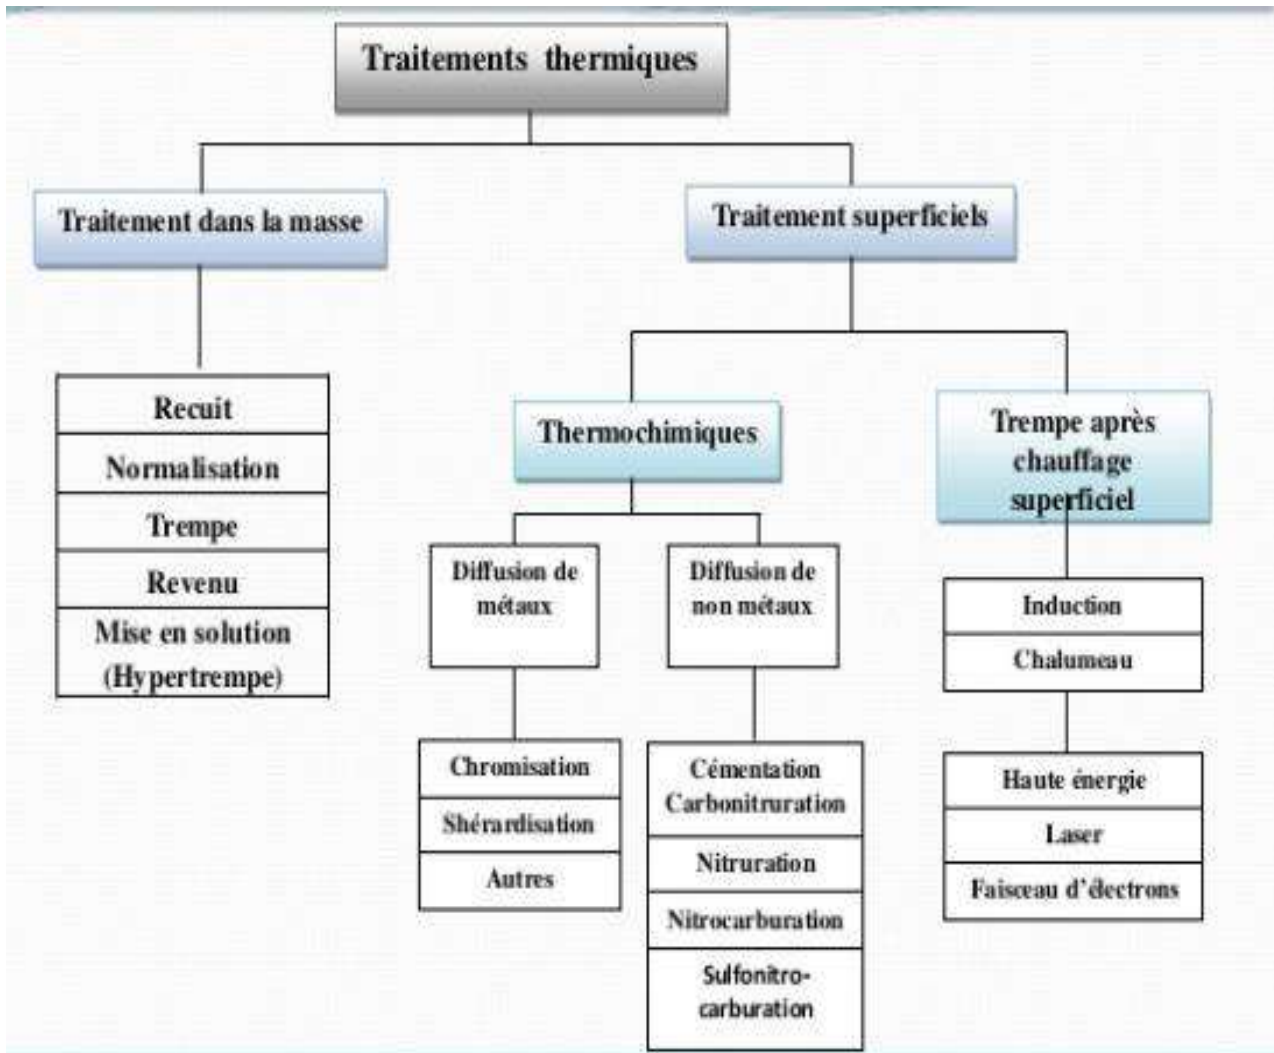 Traitements thermiques
Traitement dans la masse
Traitement superficiels
Recuit
Normalisation
Trempe
Revenu
Mise en solution
(Hypertrempe)
Thermochimiques
Trempe après
chauffage
superficiel
Diffusion de
métaux
Diffusion de
non métaux
Induction
Chalumeau
Chromisation
Shérardisation
Autres
Cémentation
Carbonitruration
Nitruration
Nitrocarburation
Sulfonitro-
carburation
Haute énergie
Laser
Faisceau d'électrons